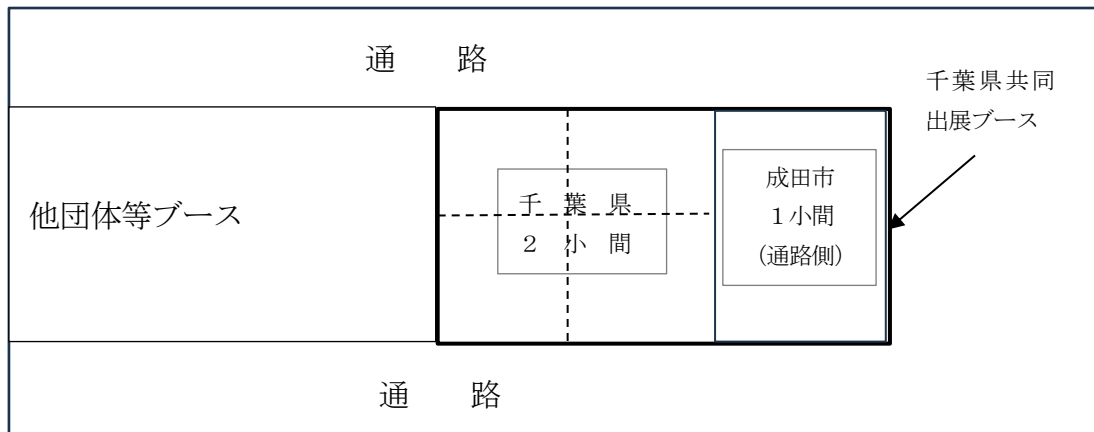 通　路
千葉県共同
出展ブース
他団体等ブース
千　葉　県
２　小　間
成田市
１小間
(通路側)
通　路